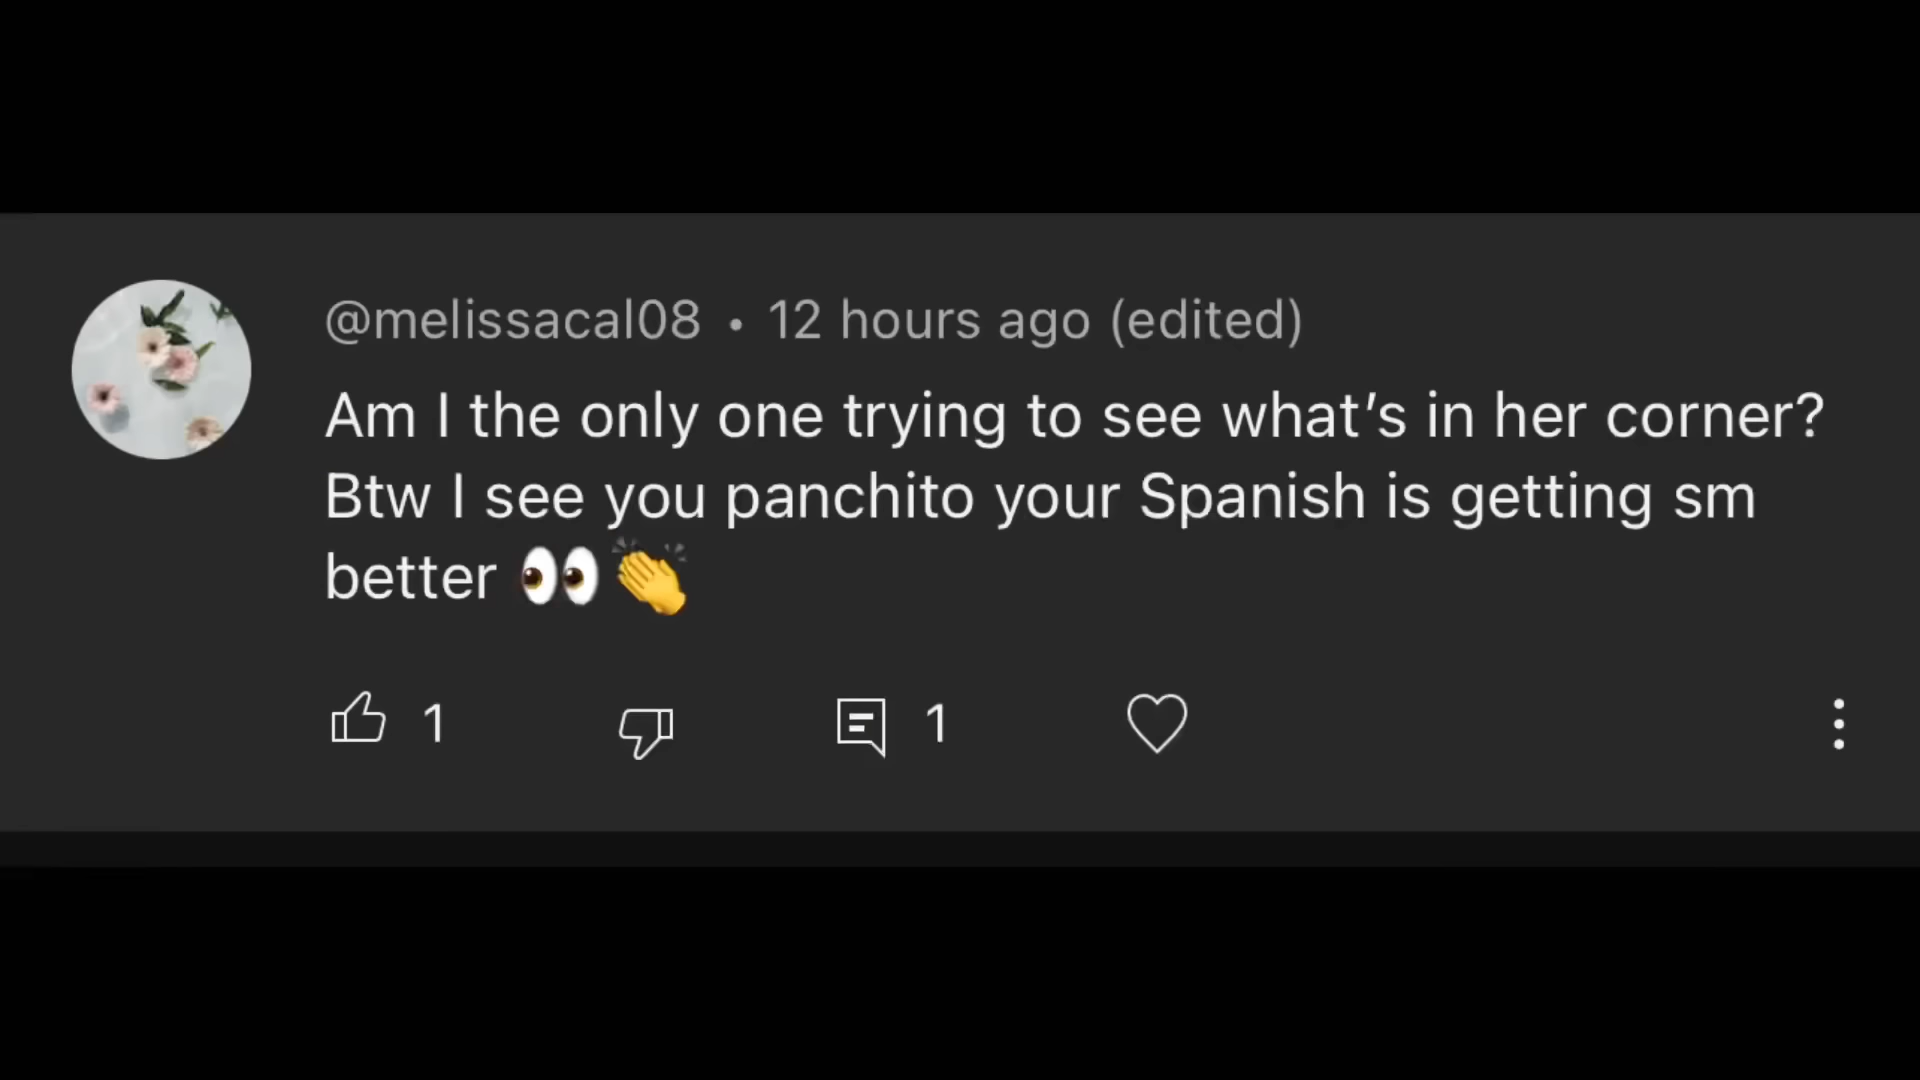 @melissacal08 • 12 hours ago (edited)
Am I the only one trying to see what’s in her corner?
Btw I see you panchito your Spanish is getting sm
better 👀👏
1 1